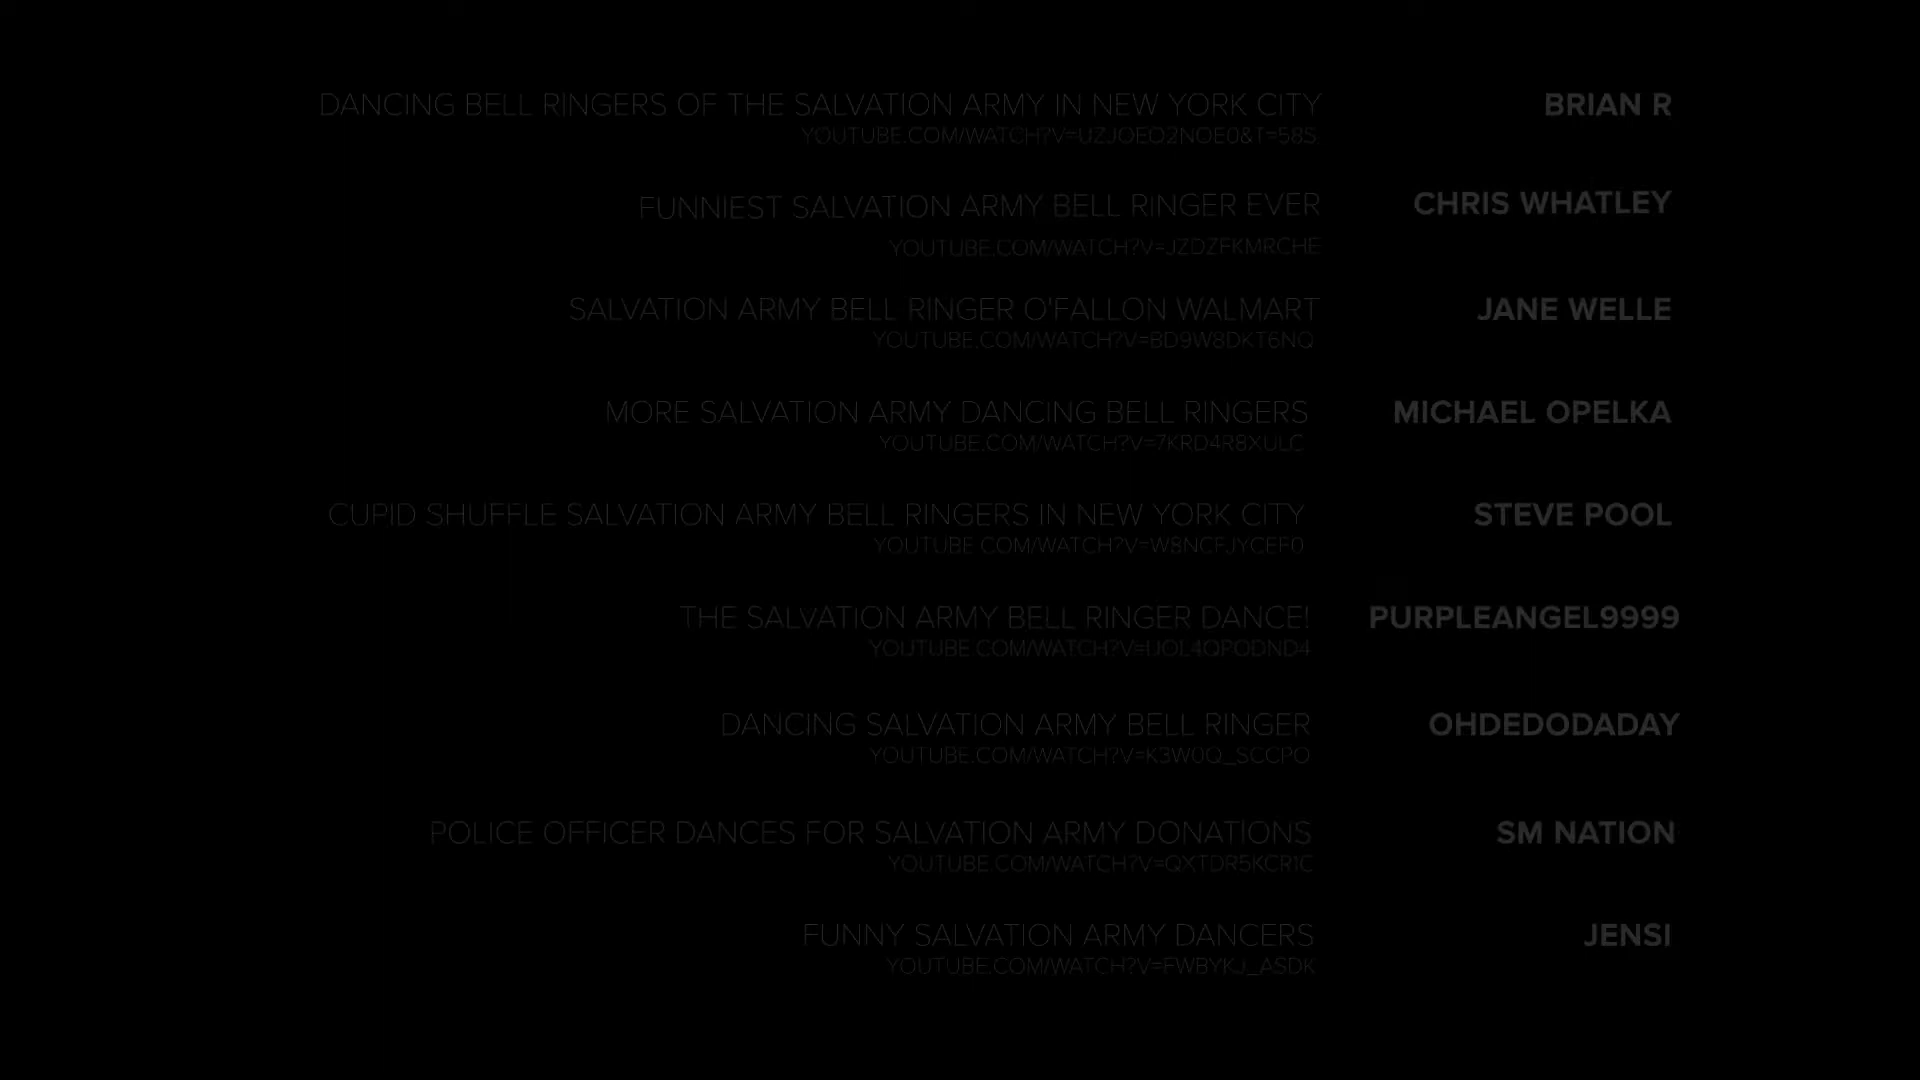 DANCING BELL RINGERS OF THE SALVATION ARMY IN NEW YORK CITY BRIAN R
YOUTUBE.COM/WATCH?V=UZJOEO2NOE0&T=58S
FUNNIEST SALVATION ARMY BELL RINGER EVER CHRIS WHATLEY
YOUTUBE.COM/WATCH?V=JZDZFKMRCHE
SALVATION ARMY BELL RINGER O'FALLON WALMART JANE WELLE
YOUTUBE.COM/WATCH?V=BD9W8DKT6NQ
MORE SALVATION ARMY DANCING BELL RINGERS MICHAEL OPELKA
YOUTUBE.COM/WATCH?V=7KRD4R8XULC
CUPID SHUFFLE SALVATION ARMY BELL RINGERS IN NEW YORK CITY STEVE POOL
YOUTUBE.COM/WATCH?V=W8NCFJYCEF0
THE SALVATION ARMY BELL RINGER DANCE! PURPLEANGEL9999
YOUTUBE.COM/WATCH?V=IJOL4QPODND4
DANCING SALVATION ARMY BELL RINGER OHDEDODADAY
YOUTUBE.COM/WATCH?V=K3W0Q_SCCPO
POLICE OFFICER DANCES FOR SALVATION ARMY DONATIONS SM NATION
YOUTUBE.COM/WATCH?V=QXTDR5KCR1C
FUNNY SALVATION ARMY DANCERS JENSI
YOUTUBE.COM/WATCH?V=FWBYKJ_ASDK